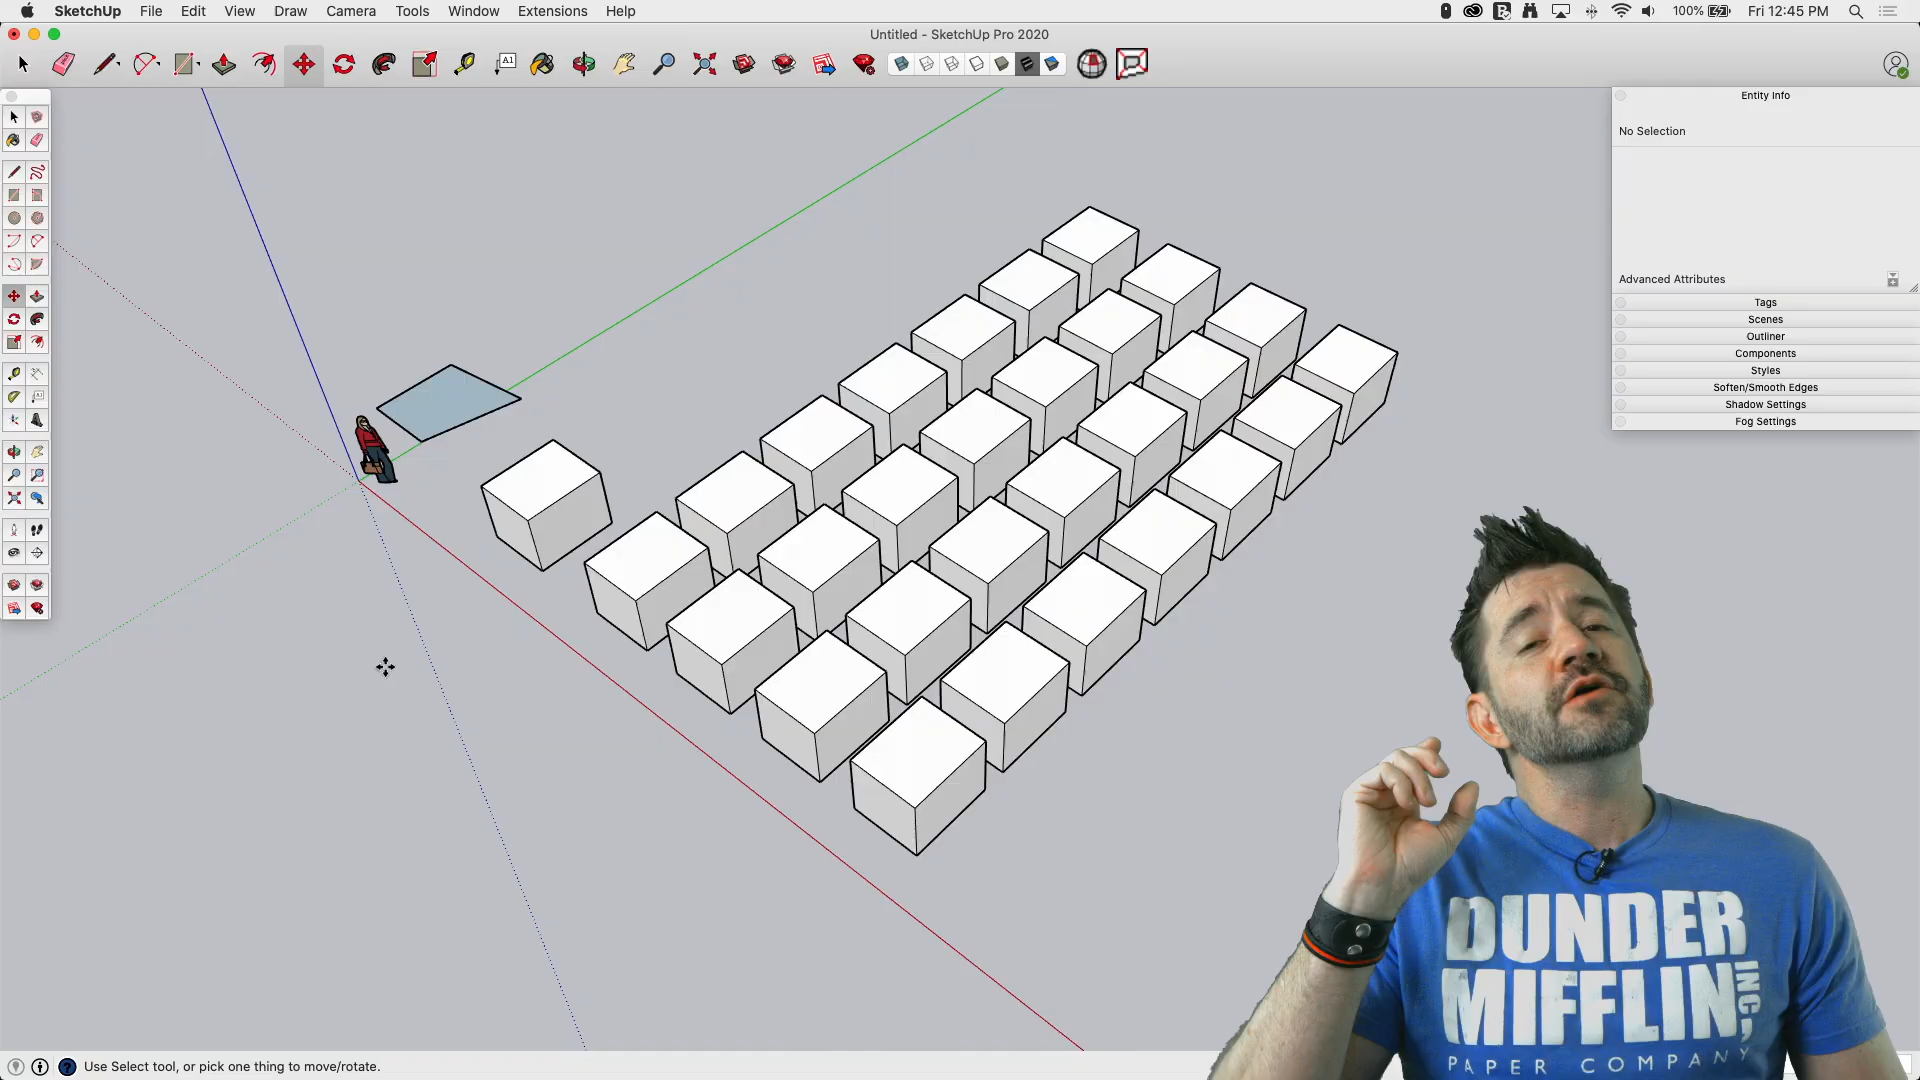 SketchUp File Edit View Draw Camera Tools Window Extensions Help
100% Fri 12:45 PM
Untitled - SketchUp Pro 2020
A1
Entity Info
No Selection
Advanced Attributes
Tags
Scenes
Outliner
Components
Styles
Soften/Smooth Edges
Shadow Settings
Fog Settings
DUNDER
MIFFLIN INC.
PAPER COMPANY
Use Select tool, or pick one thing to move/rotate.